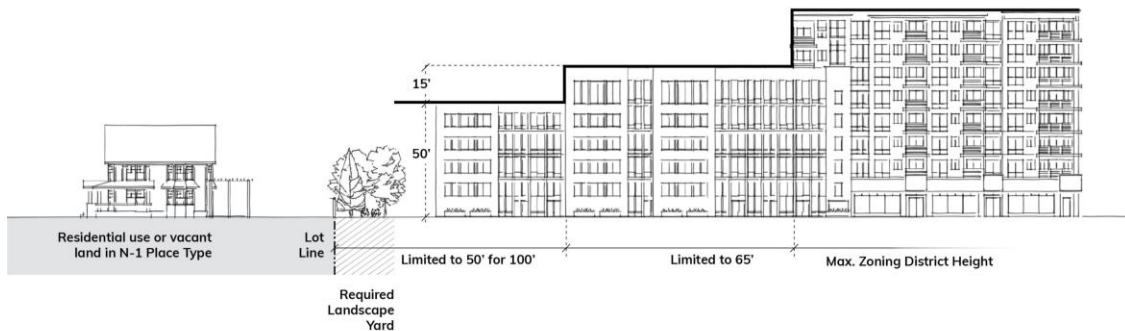 15'
50'
Residential use or vacant
land in N-1 Place Type
Lot
Line
Limited to 50' for 100'
Limited to 65'
Max. Zoning District Height
Required
Landscape
Yard